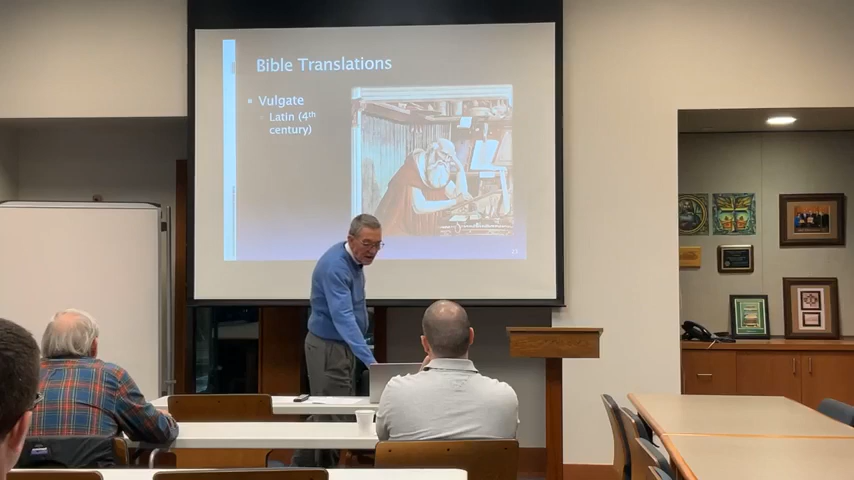 Bible Translations
Vulgate
Latin (4th
century)